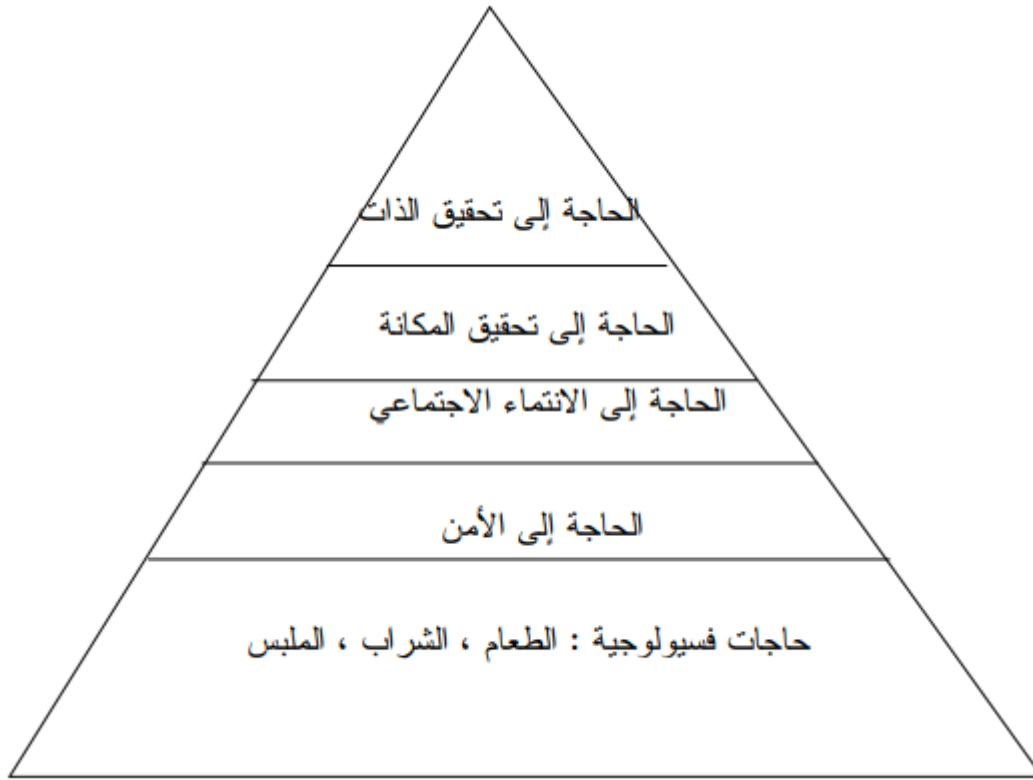 الحاجة إلى تحقيق الذات
الحاجة إلى تحقيق المكانة
الحاجة إلى الانتماء الاجتماعي
الحاجة إلى الأمن
حاجات فسيولوجية : الطعام ، الشراب ، الملبس